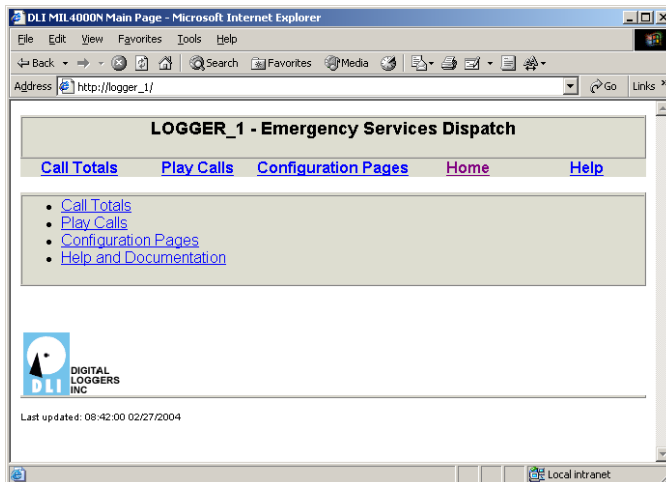 DLI MIL4000N Main Page - Microsoft Internet Explorer
File Edit View Favorites Tools Help
Back Search Favorites Media
Address http://logger_1/ Go Links »
LOGGER_1 - Emergency Services Dispatch
Call Totals Play Calls Configuration Pages Home Help
• Call Totals
• Play Calls
• Configuration Pages
• Help and Documentation
DLI DIGITAL
LOGGERS
INC
Last updated: 08:42:00 02/27/2004
Local intranet